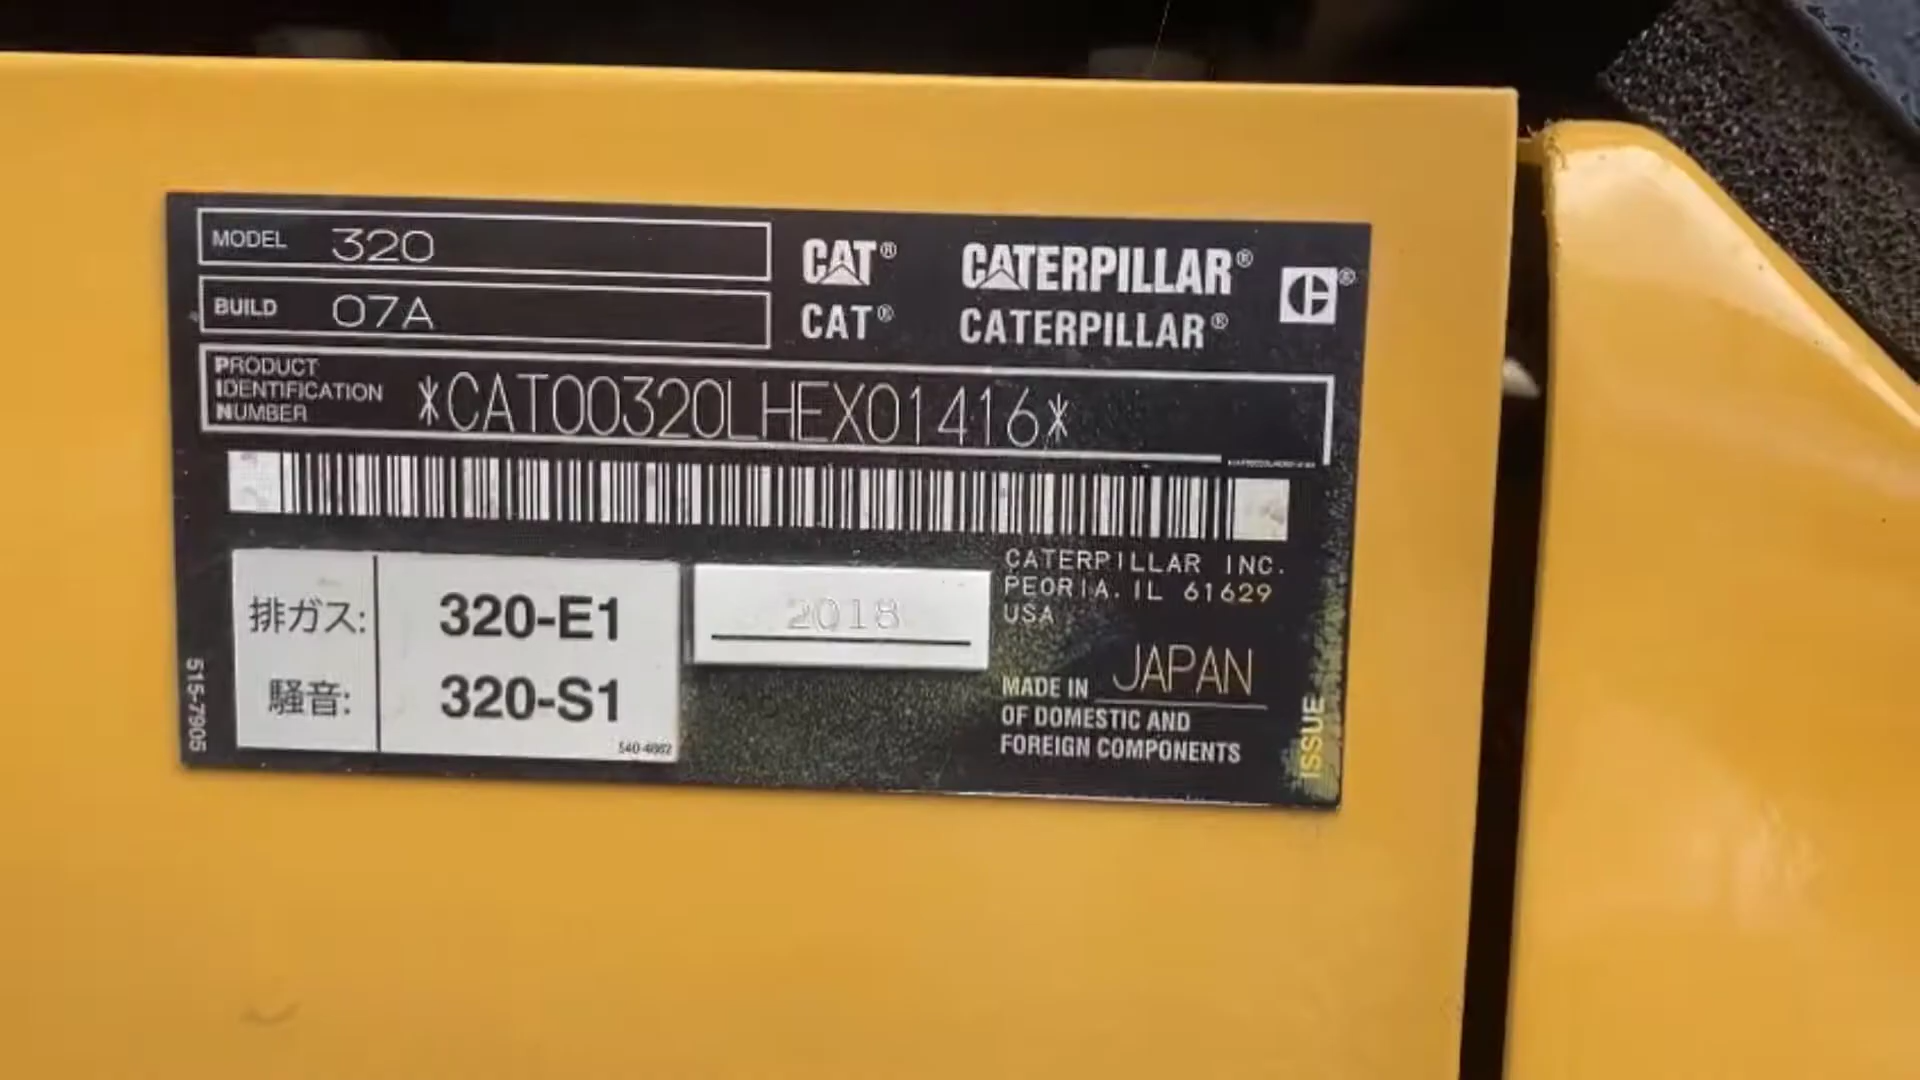 MODEL 320
BUILD 07A
CAT® CATERPILLAR®
CAT® CATERPILLAR®
PRODUCT
IDENTIFICATION
NUMBER
*CAT00320LHEX01416*
排ガス: 320-E1
騒音: 320-S1
540-4662
2018
CATERPILLAR INC.
PEORIA, IL 61629
USA
MADE IN JAPAN
OF DOMESTIC AND
FOREIGN COMPONENTS
515-7905
ISSUE